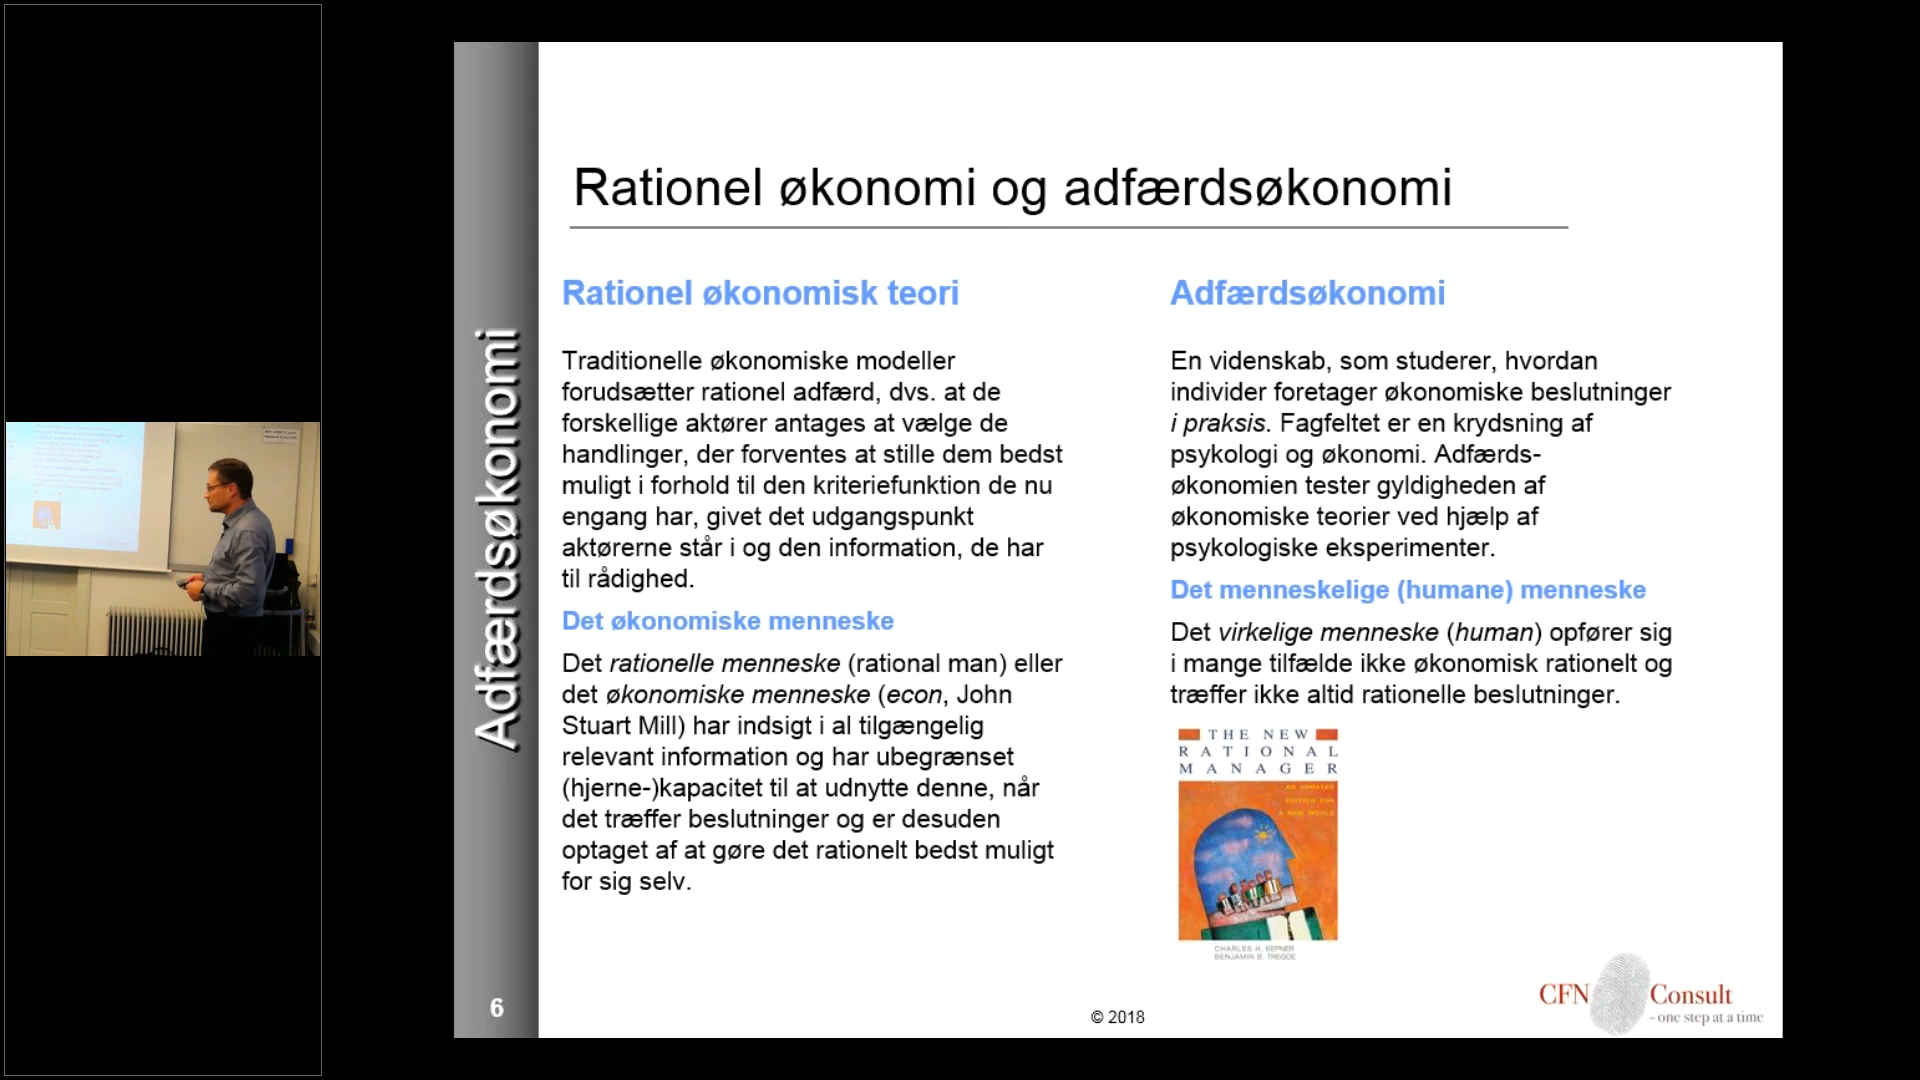 Rationel økonomi og adfærdsøkonomi
Adfærdsøkonomi
Rationel økonomisk teori
Traditionelle økonomiske modeller
forudsætter rationel adfærd, dvs. at de
forskellige aktører antages at vælge de
handlinger, der forventes at stille dem bedst
muligt i forhold til den kriteriefunktion de nu
engang har, givet det udgangspunkt
aktørerne står i og den information, de har
til rådighed.
Det økonomiske menneske
Det rationelle menneske (rational man) eller
det økonomiske menneske (econ, John
Stuart Mill) har indsigt i al tilgængelig
relevant information og har ubegrænset
(hjerne-)kapacitet til at udnytte denne, når
det træffer beslutninger og er desuden
optaget af at gøre det rationelt bedst muligt
for sig selv.
Adfærdsøkonomi
En videnskab, som studerer, hvordan
individer foretager økonomiske beslutninger
i praksis. Fagfeltet er en krydsning af
psykologi og økonomi. Adfærds-
økonomien tester gyldigheden af
økonomiske teorier ved hjælp af
psykologiske eksperimenter.
Det menneskelige (humane) menneske
Det virkelige menneske (human) opfører sig
i mange tilfælde ikke økonomisk rationelt og
træffer ikke altid rationelle beslutninger.
THE NEW
RATIONAL
MANAGER
AN UPDATED
EDITION FOR
A NEW WORLD
CHARLES H. KEPNER
BENJAMIN B. TREGOE
6
© 2018
CFN Consult
- one step at a time